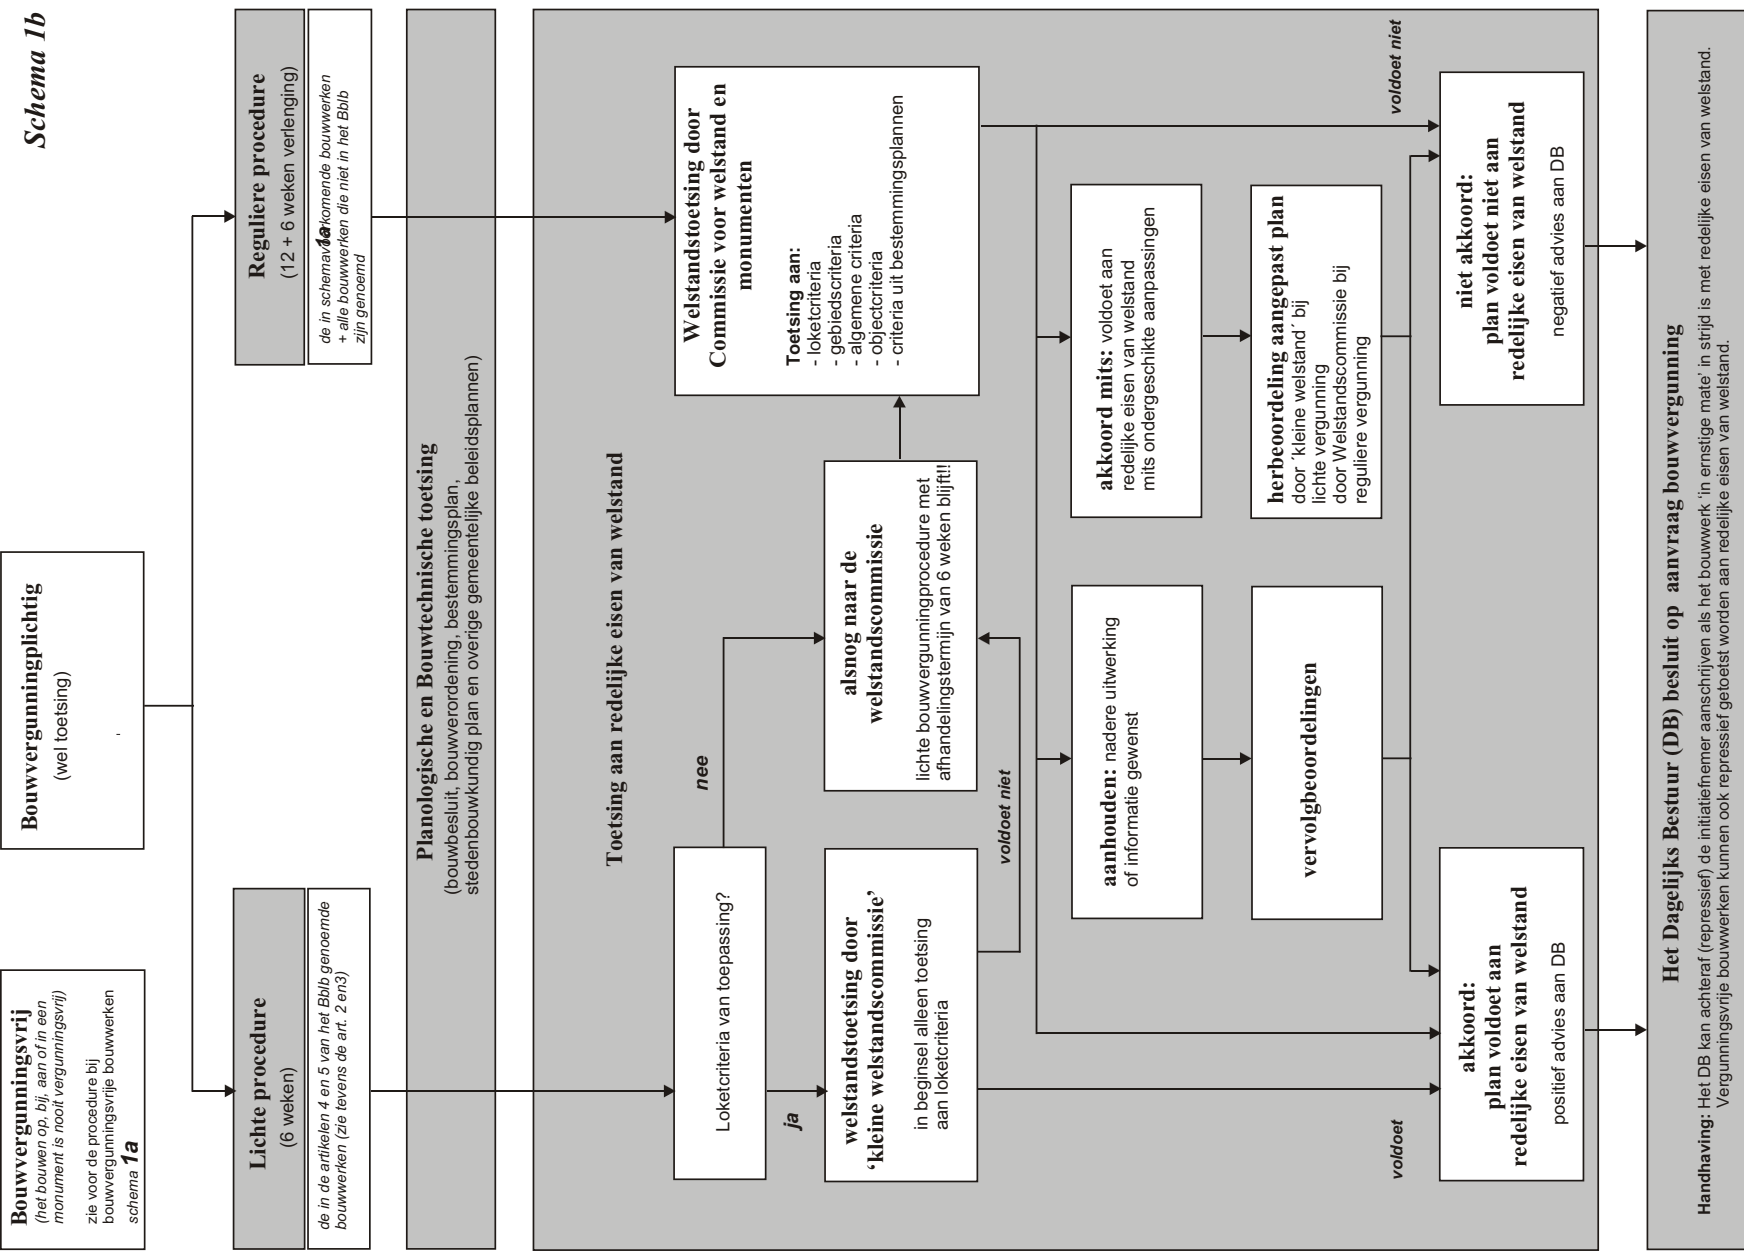 Schema 1b
Bouwvergunningsvrij
(het bouwen op, bij, aan of in een
monument is nooit vergunningsvrij)
zie voor de procedure bij
bouwvergunningsvrije bouwwerken
schema 1a
Bouwvergunningplichtig
(wel toetsing)
Lichte procedure
(6 weken)
de in de artikelen 4 en 5 van het Bblb genoemde
bouwwerken (zie tevens de art. 2 en3)
Reguliere procedure
(12 + 6 weken verlenging)
de in schema 1a voorkomende bouwwerken
+ alle bouwwerken die niet in het Bblb
zijn genoemd
Planologische en Bouwtechnische toetsing
(bouwbesluit, bouwverordening, bestemmingsplan,
stedenbouwkundig plan en overige gemeentelijke beleidsplannen)
Toetsing aan redelijke eisen van welstand
Loketcriteria van toepassing?
nee
ja
welstandstoetsing door
‘kleine welstandscommissie’
in beginsel alleen toetsing
aan loketcriteria
voldoet niet
alsnog naar de
welstandscommissie
lichte bouwvergunningprocedure met
afhandelingstermijn van 6 weken blijft!!
Welstandstoetsing door
Commissie voor welstand en
monumenten
Toetsing aan:
- loketcriteria
- gebiedscriteria
- algemene criteria
- objectcriteria
- criteria uit bestemmingsplannen
aanhouden: nadere uitwerking
of informatie gewenst
vervolgbeoordelingen
akkoord mits: voldoet aan
redelijke eisen van welstand
mits ondergeschikte aanpassingen
herbeoordeling aangepast plan
door ´kleine welstand´ bij
lichte vergunning
door Welstandscommissie bij
reguliere vergunning
voldoet
voldoet niet
akkoord:
plan voldoet aan
redelijke eisen van welstand
positief advies aan DB
niet akkoord:
plan voldoet niet aan
redelijke eisen van welstand
negatief advies aan DB
Het Dagelijks Bestuur (DB) besluit op aanvraag bouwvergunning
Handhaving: Het DB kan achteraf (repressief) de initiatiefnemer aanschrijven als het bouwwerk ‘in ernstige mate’ in strijd is met redelijke eisen van welstand.
Vergunningsvrije bouwwerken kunnen ook repressief getoetst worden aan redelijke eisen van welstand.